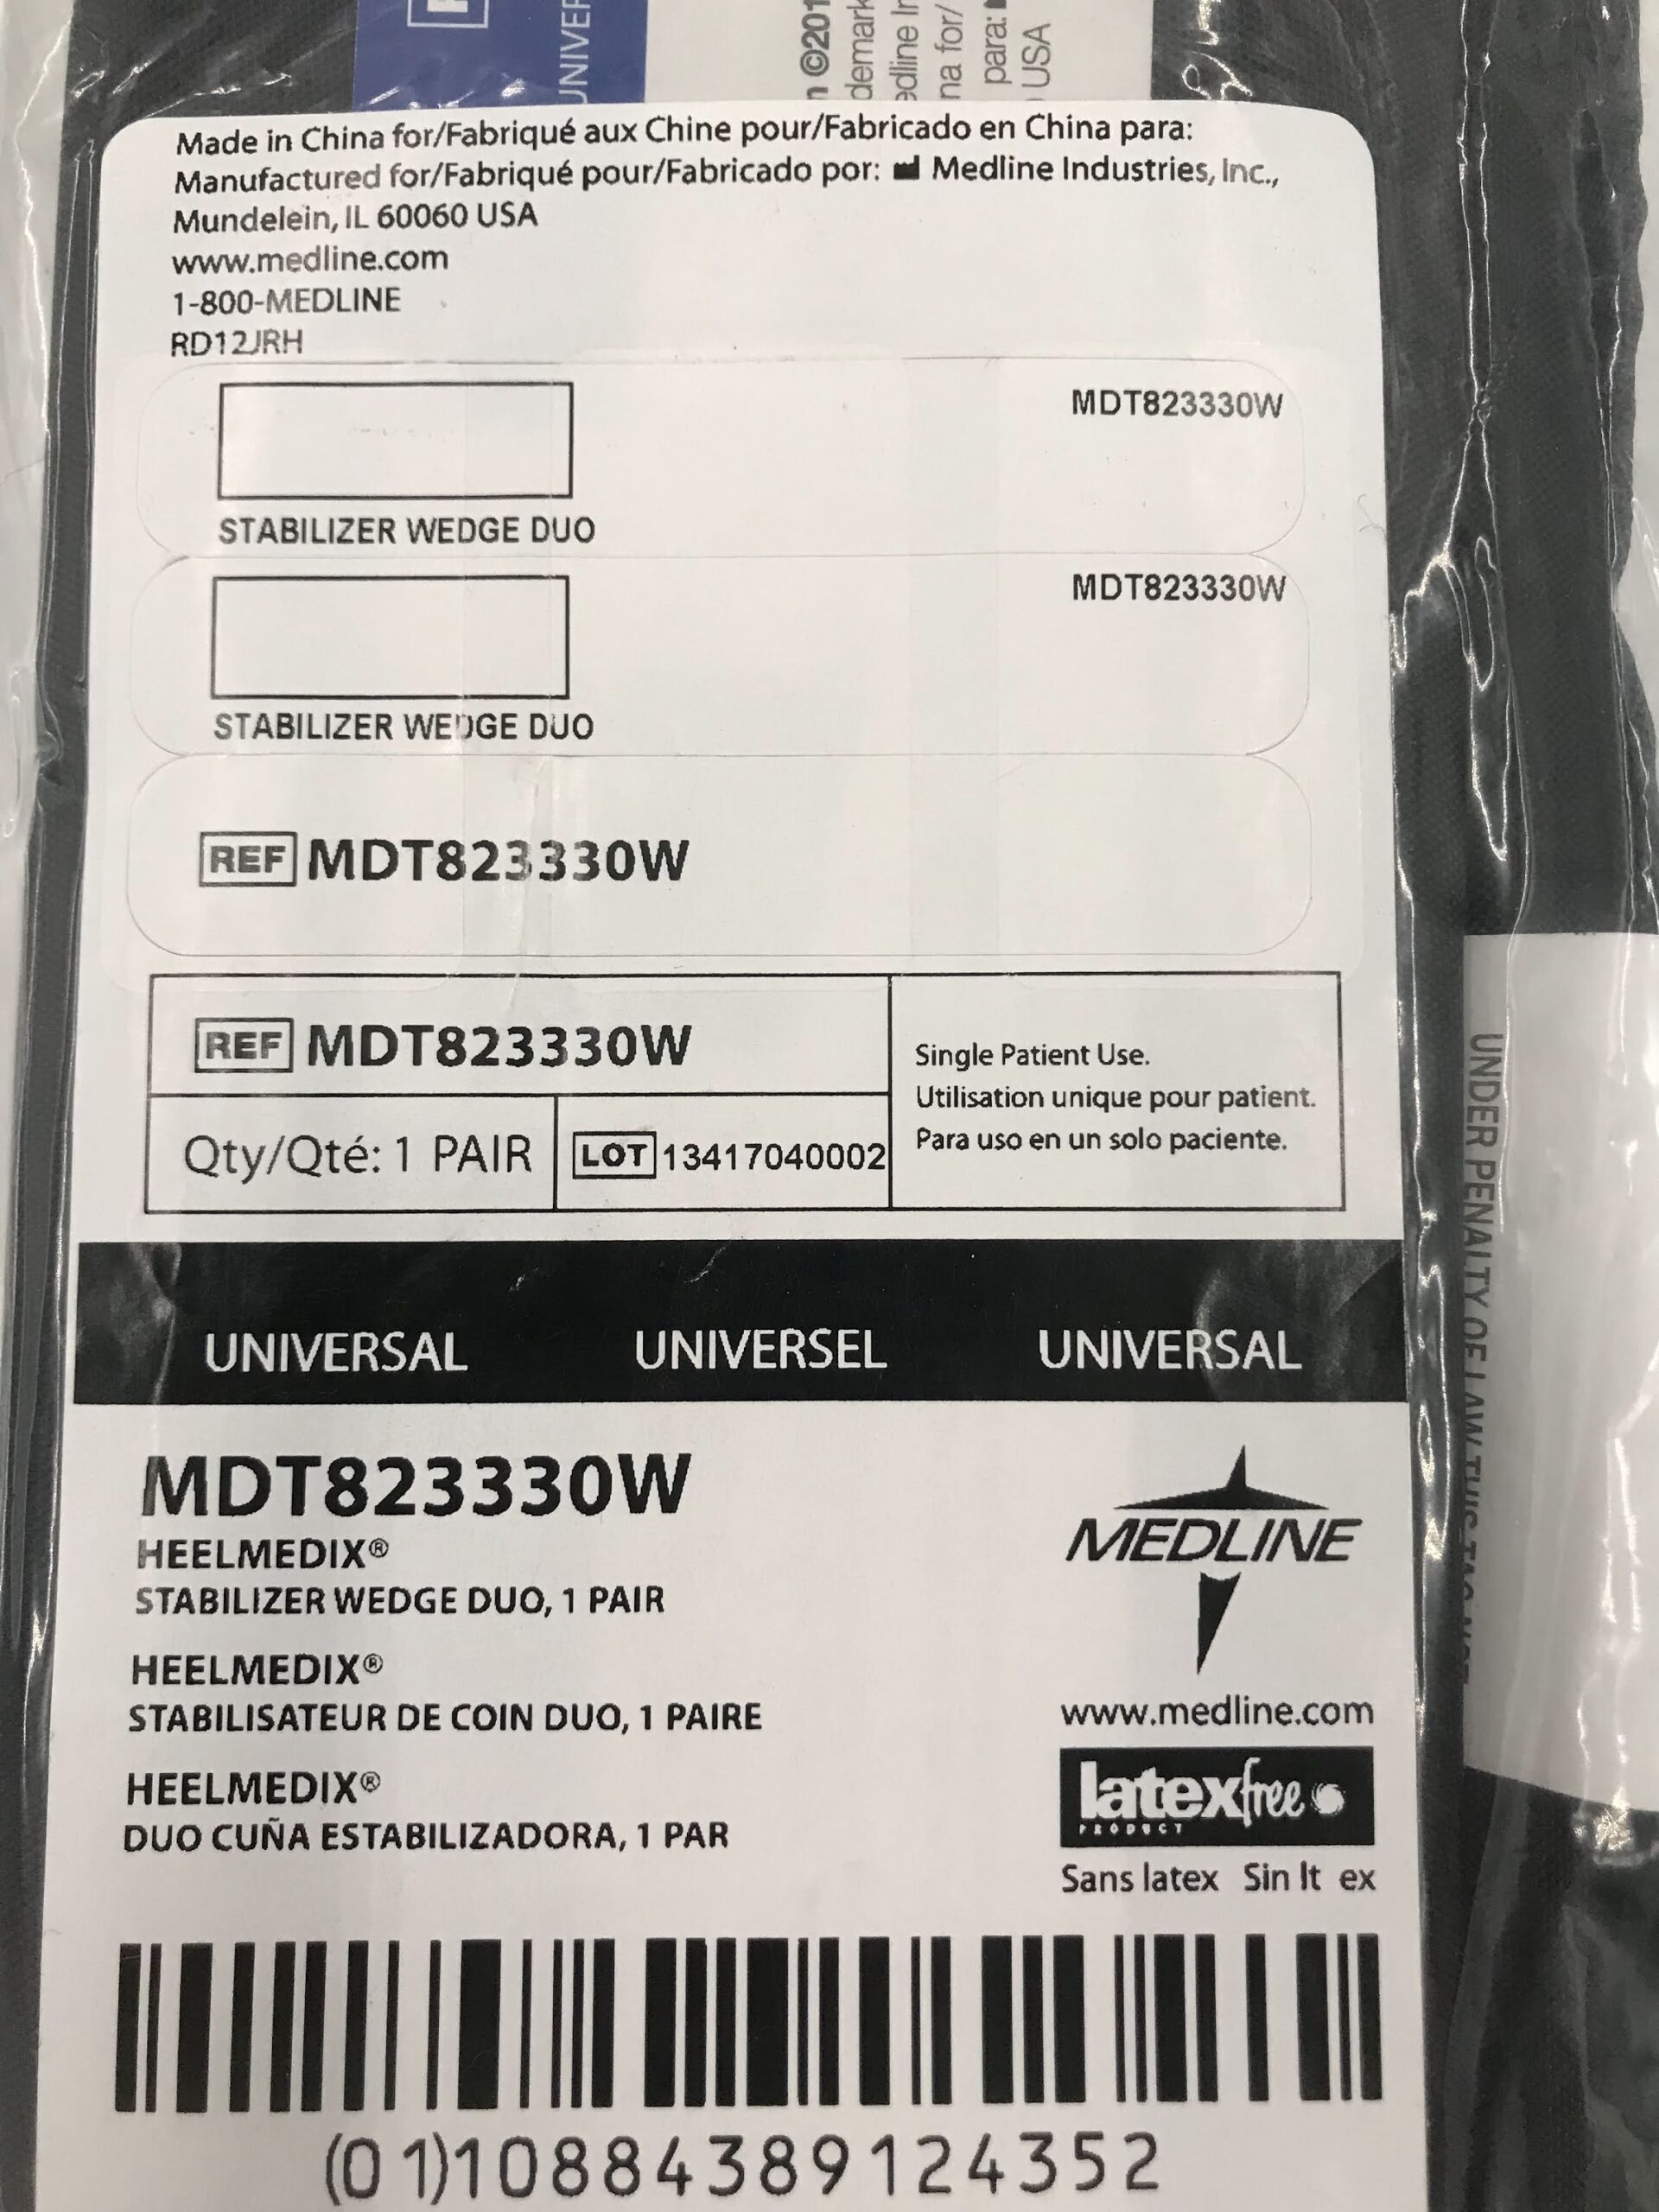 UNIVER
©201
USA
Made in China for/Fabriqué aux Chine pour/Fabricado en China para:
Manufactured for/Fabriqué pour/Fabricado por: Medline Industries, Inc.,
Mundelein, IL 60060 USA
www.medline.com
1-800-MEDLINE
RD12JRH
MDT823330W
STABILIZER WEDGE DUO
MDT823330W
STABILIZER WEDGE DUO
REF MDT823330W
REF MDT823330W
Qty/Qté: 1 PAIR
LOT 13417040002
Single Patient Use.
Utilisation unique pour patient.
Para uso en un solo paciente.
UNIVERSAL UNIVERSEL UNIVERSAL
MDT823330W
HEELMEDIX®
STABILIZER WEDGE DUO, 1 PAIR
HEELMEDIX®
STABILISATEUR DE COIN DUO, 1 PAIRE
HEELMEDIX®
DUO CUÑA ESTABILIZADORA, 1 PAR
MEDLINE
www.medline.com
latexfree
PRODUCT
Sans latex Sin lt ex
(01)10884389124352
UNDER PENALTY OF LAW THIS TAG NOT